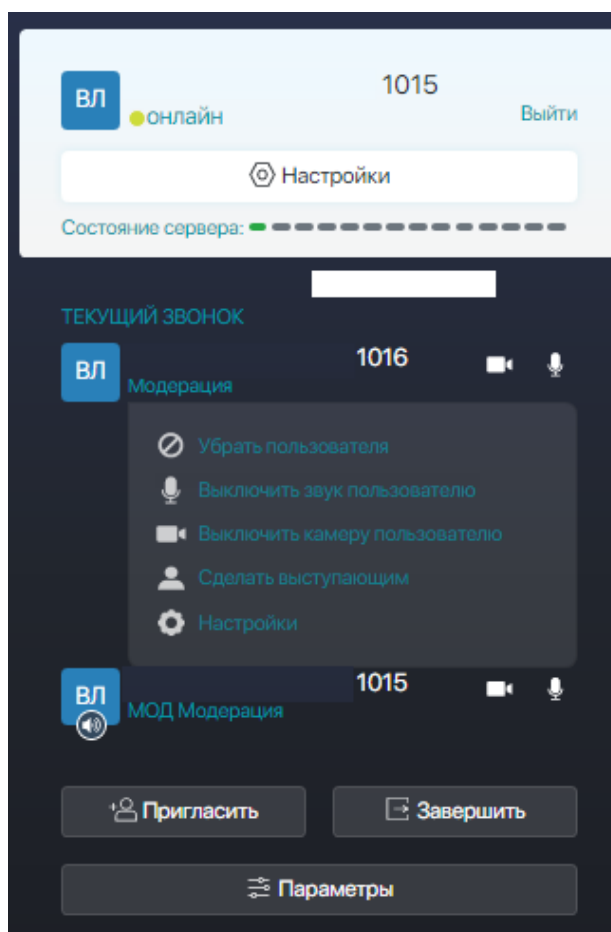 ВЛ
1015
онлайн
Выйти
Настройки
Состояние сервера:
ТЕКУЩИЙ ЗВОНОК
ВЛ
1016
Модерация
Убрать пользователя
Выключить звук пользователю
Выключить камеру пользователю
Сделать выступающим
Настройки
ВЛ
1015
МОД Модерация
Пригласить
Завершить
Параметры